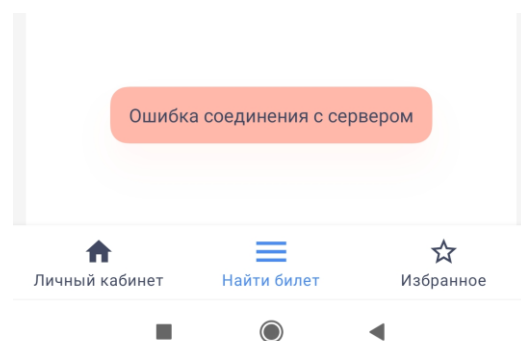 Ошибка соединения с сервером
Личный кабинет
Найти билет
Избранное